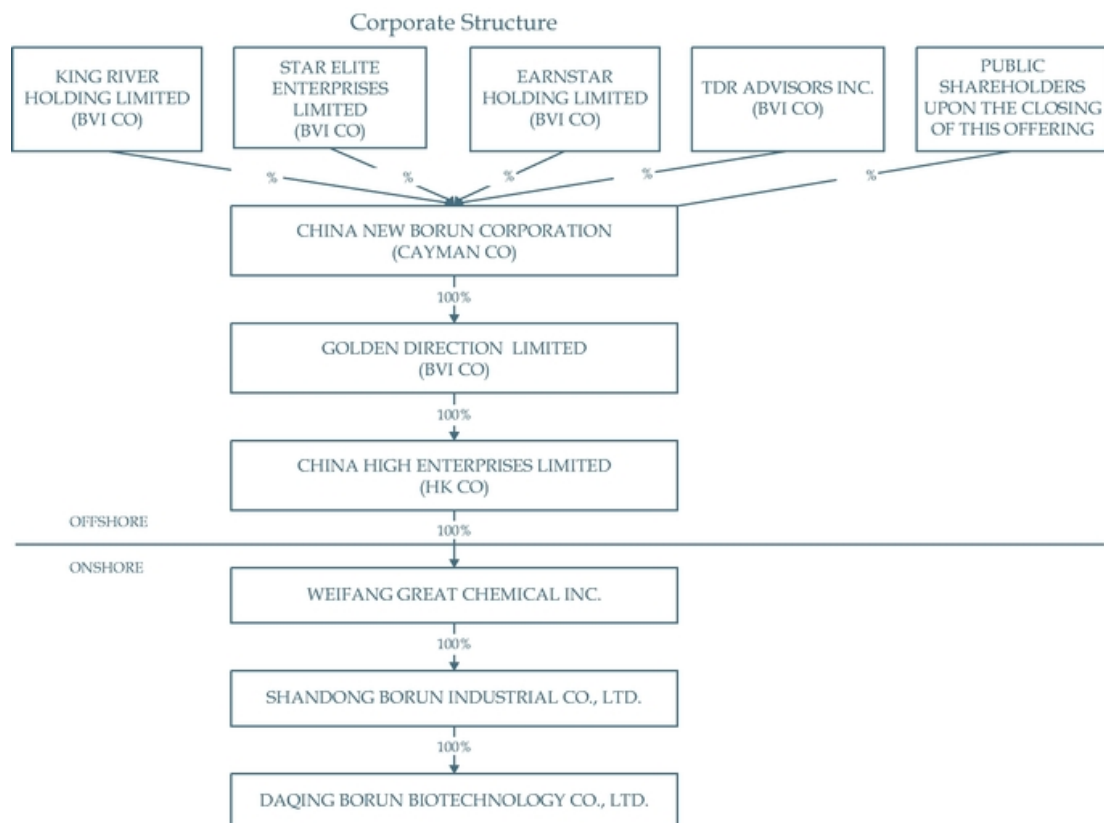 Corporate Structure
KING RIVER
HOLDING LIMITED
(BVI CO)
STAR ELITE
ENTERPRISES
LIMITED
(BVI CO)
EARNSTAR
HOLDING LIMITED
(BVI CO)
TDR ADVISORS INC.
(BVI CO)
PUBLIC
SHAREHOLDERS
UPON THE CLOSING
OF THIS OFFERING
%
%
%
%
%
CHINA NEW BORUN CORPORATION
(CAYMAN CO)
100%
GOLDEN DIRECTION LIMITED
(BVI CO)
100%
CHINA HIGH ENTERPRISES LIMITED
(HK CO)
OFFSHORE
100%
ONSHORE
WEIFANG GREAT CHEMICAL INC.
100%
SHANDONG BORUN INDUSTRIAL CO., LTD.
100%
DAQING BORUN BIOTECHNOLOGY CO., LTD.